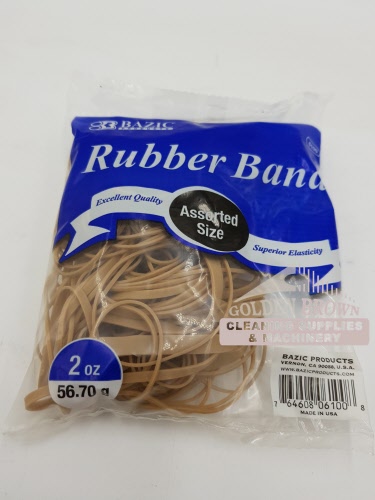 BAZIC
Rubber Band
Excellent Quality
Assorted
Size
Superior Elasticity
GOLDEN BROWN
CLEANING SUPPLIES
& MACHINERY
2 oz
56.70 g
BAZIC PRODUCTS
VERNON, CA 90058, U.S.A.
WWW.BAZICPRODUCTS.COM
7 64608 06100 8
MADE IN USA